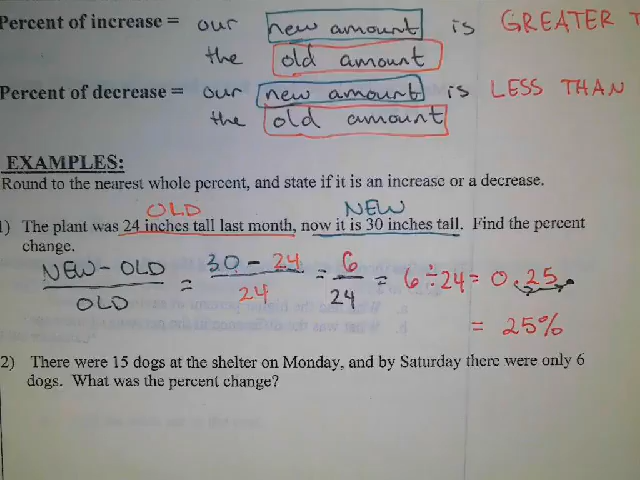 Percent of increase = our new amount is GREATER T
the old amount
Percent of decrease = our new amount is LESS THAN
the old amount
EXAMPLES:
Round to the nearest whole percent, and state if it is an increase or a decrease.
OLD NEW
1) The plant was 24 inches tall last month, now it is 30 inches tall. Find the percent
change.
NEW - OLD / OLD = 30 - 24 / 24 = 6 / 24 = 6 ÷ 24 = 0.25
= 25%
2) There were 15 dogs at the shelter on Monday, and by Saturday there were only 6
dogs. What was the percent change?